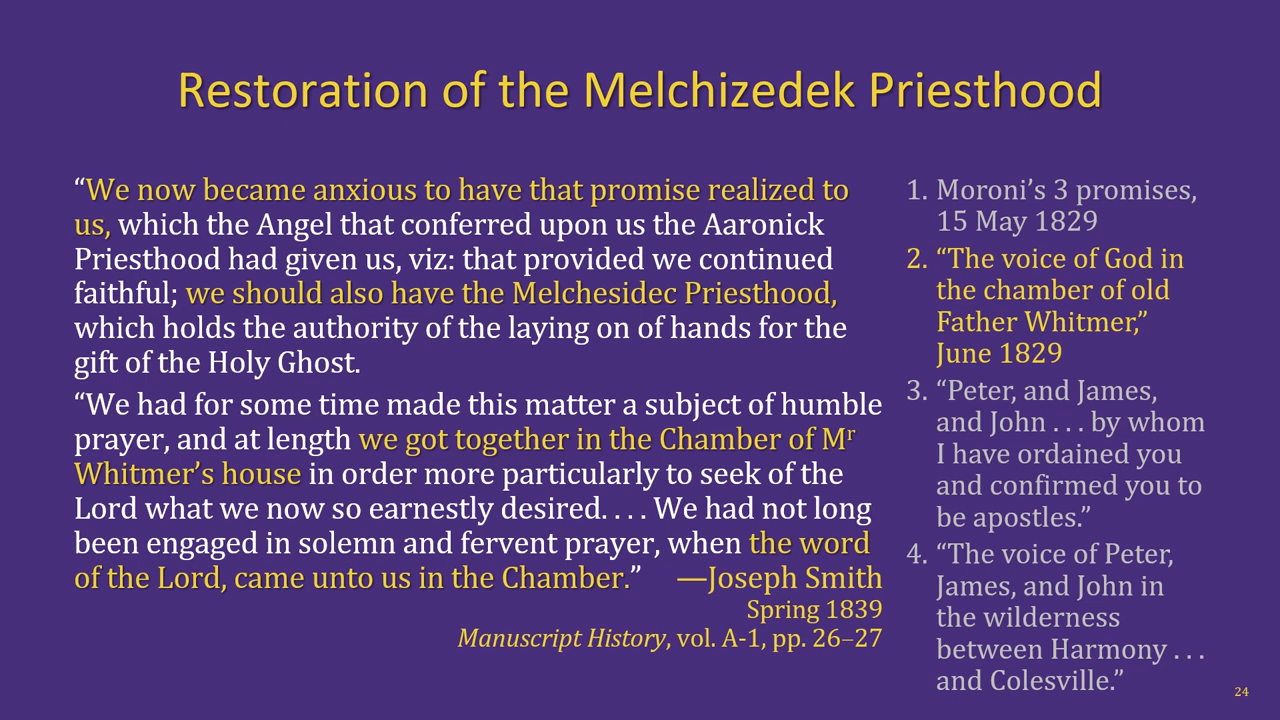 Restoration of the Melchizedek Priesthood
“We now became anxious to have that promise realized to
us, which the Angel that conferred upon us the Aaronick
Priesthood had given us, viz: that provided we continued
faithful; we should also have the Melchesidec Priesthood,
which holds the authority of the laying on of hands for the
gift of the Holy Ghost.
“We had for some time made this matter a subject of humble
prayer, and at length we got together in the Chamber of Mʳ
Whitmer’s house in order more particularly to seek of the
Lord what we now so earnestly desired. . . . We had not long
been engaged in solemn and fervent prayer, when the word
of the Lord, came unto us in the Chamber.” —Joseph Smith
Spring 1839
Manuscript History, vol. A-1, pp. 26–27
1. Moroni’s 3 promises,
15 May 1829
2. “The voice of God in
the chamber of old
Father Whitmer,”
June 1829
3. “Peter, and James,
and John . . . by whom
I have ordained you
and confirmed you to
be apostles.”
4. “The voice of Peter,
James, and John in
the wilderness
between Harmony . . .
and Colesville.”
24